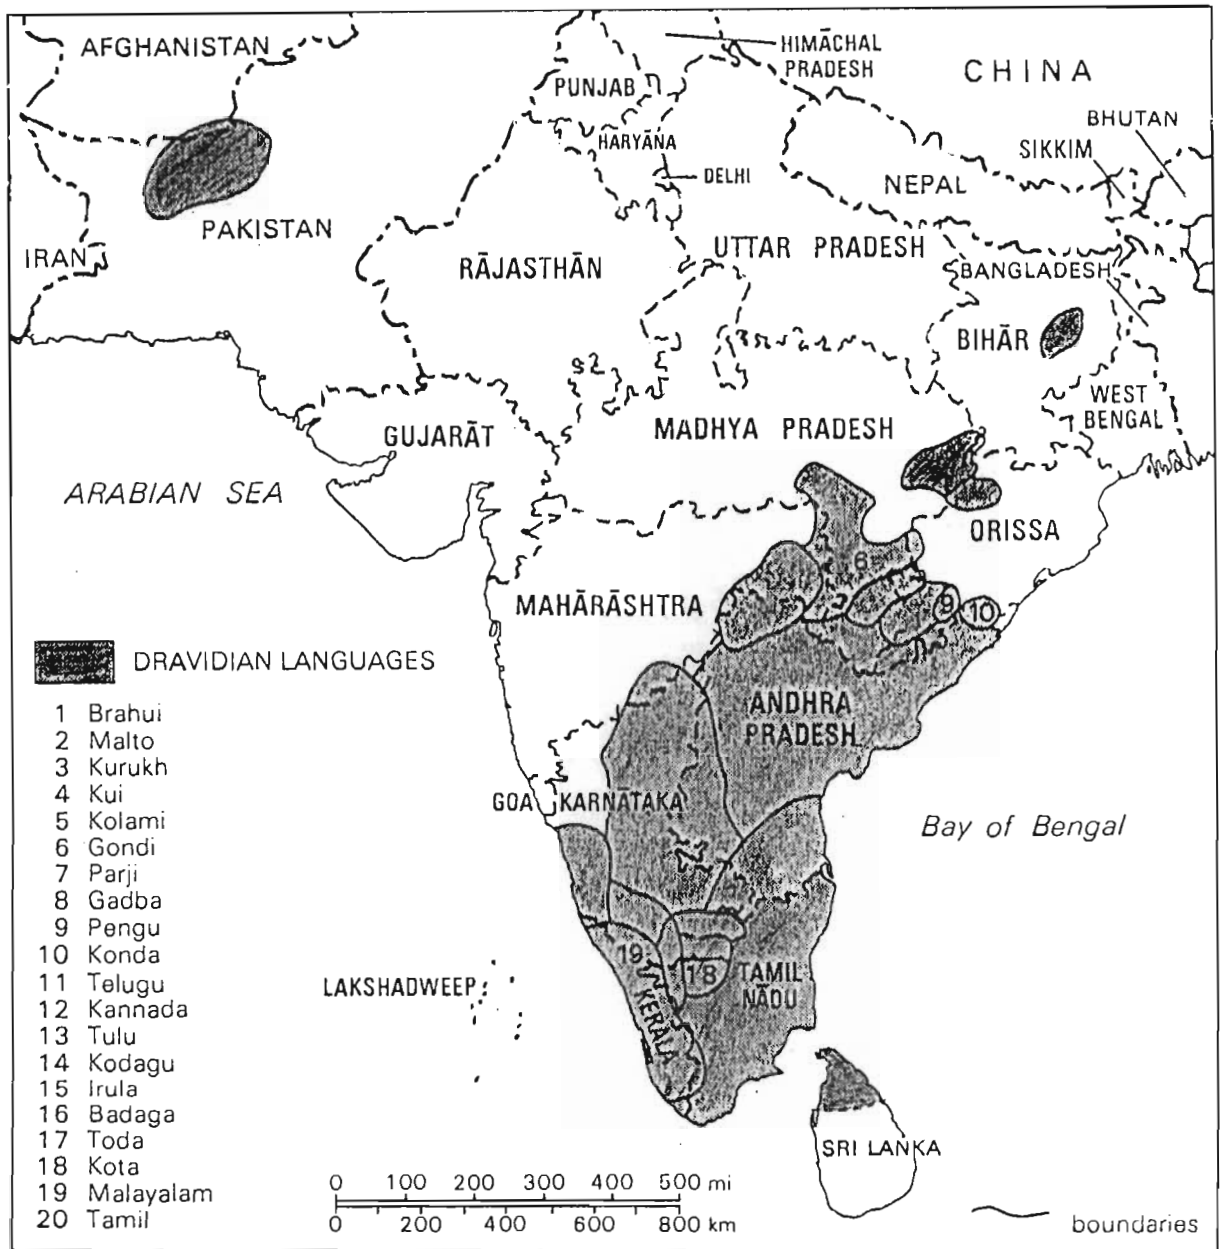 AFGHANISTAN
HIMĀCHAL
PRADESH
CHINA
PUNJAB
BHUTAN
HĀRYĀNA
SIKKIM
DELHI
NEPAL
PAKISTAN
IRAN
RĀJASTHĀN
UTTAR PRADESH
BANGLADESH
BIHĀR
WEST
BENGAL
GUJARĀT
MADHYA PRADESH
ARABIAN SEA
ORISSA
6
MAHĀRĀSHTRA
9
10
DRAVIDIAN LANGUAGES
1 Brahui
2 Malto
3 Kurukh
4 Kui
5 Kolami
6 Gondi
7 Parji
8 Gadba
9 Pengu
10 Konda
11 Telugu
12 Kannada
13 Tulu
14 Kodagu
15 Irula
16 Badaga
17 Toda
18 Kota
19 Malayalam
20 Tamil
ANDHRA
PRADESH
GOA
KARNĀTAKA
Bay of Bengal
19
18
TAMIL
NĀDU
LAKSHADWEEP
KERALA
SRI LANKA
0 100 200 300 400 500 mi
0 200 400 600 800 km
boundaries